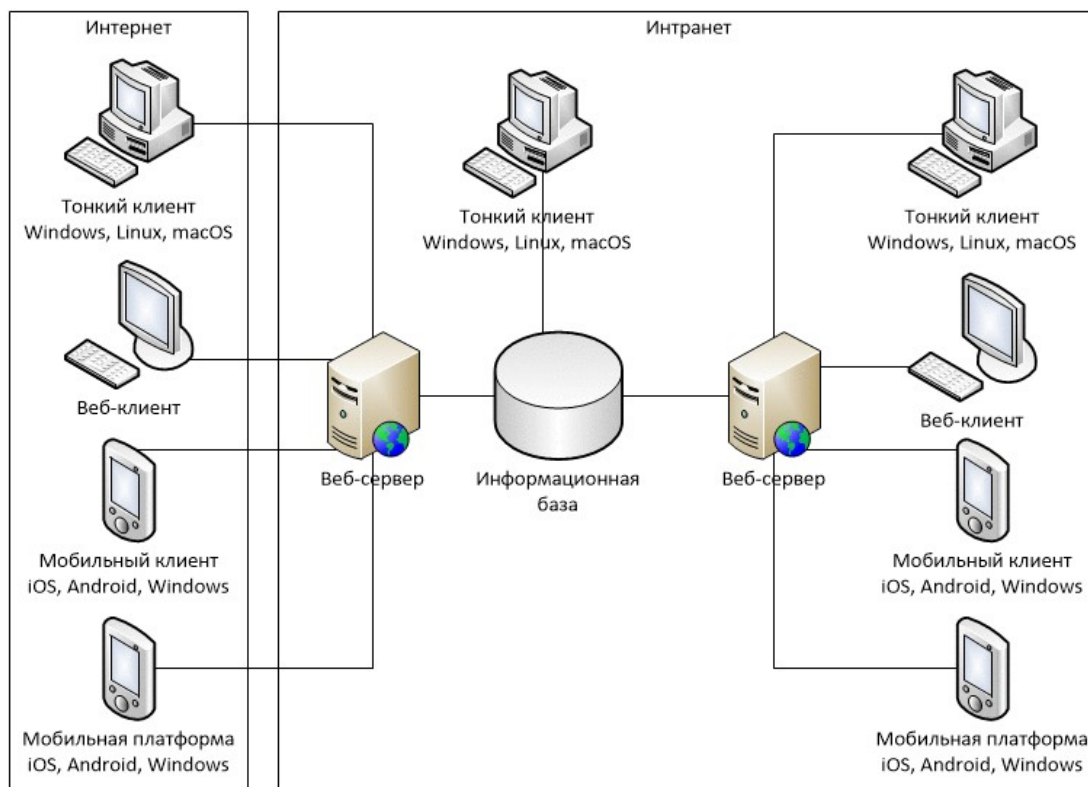 Интернет
Тонкий клиент
Windows, Linux, macOS
Веб-клиент
Мобильный клиент
iOS, Android, Windows
Мобильная платформа
iOS, Android, Windows
Интранет
Тонкий клиент
Windows, Linux, macOS
Веб-сервер
Информационная
база
Веб-сервер
Тонкий клиент
Windows, Linux, macOS
Веб-клиент
Мобильный клиент
iOS, Android, Windows
Мобильная платформа
iOS, Android, Windows